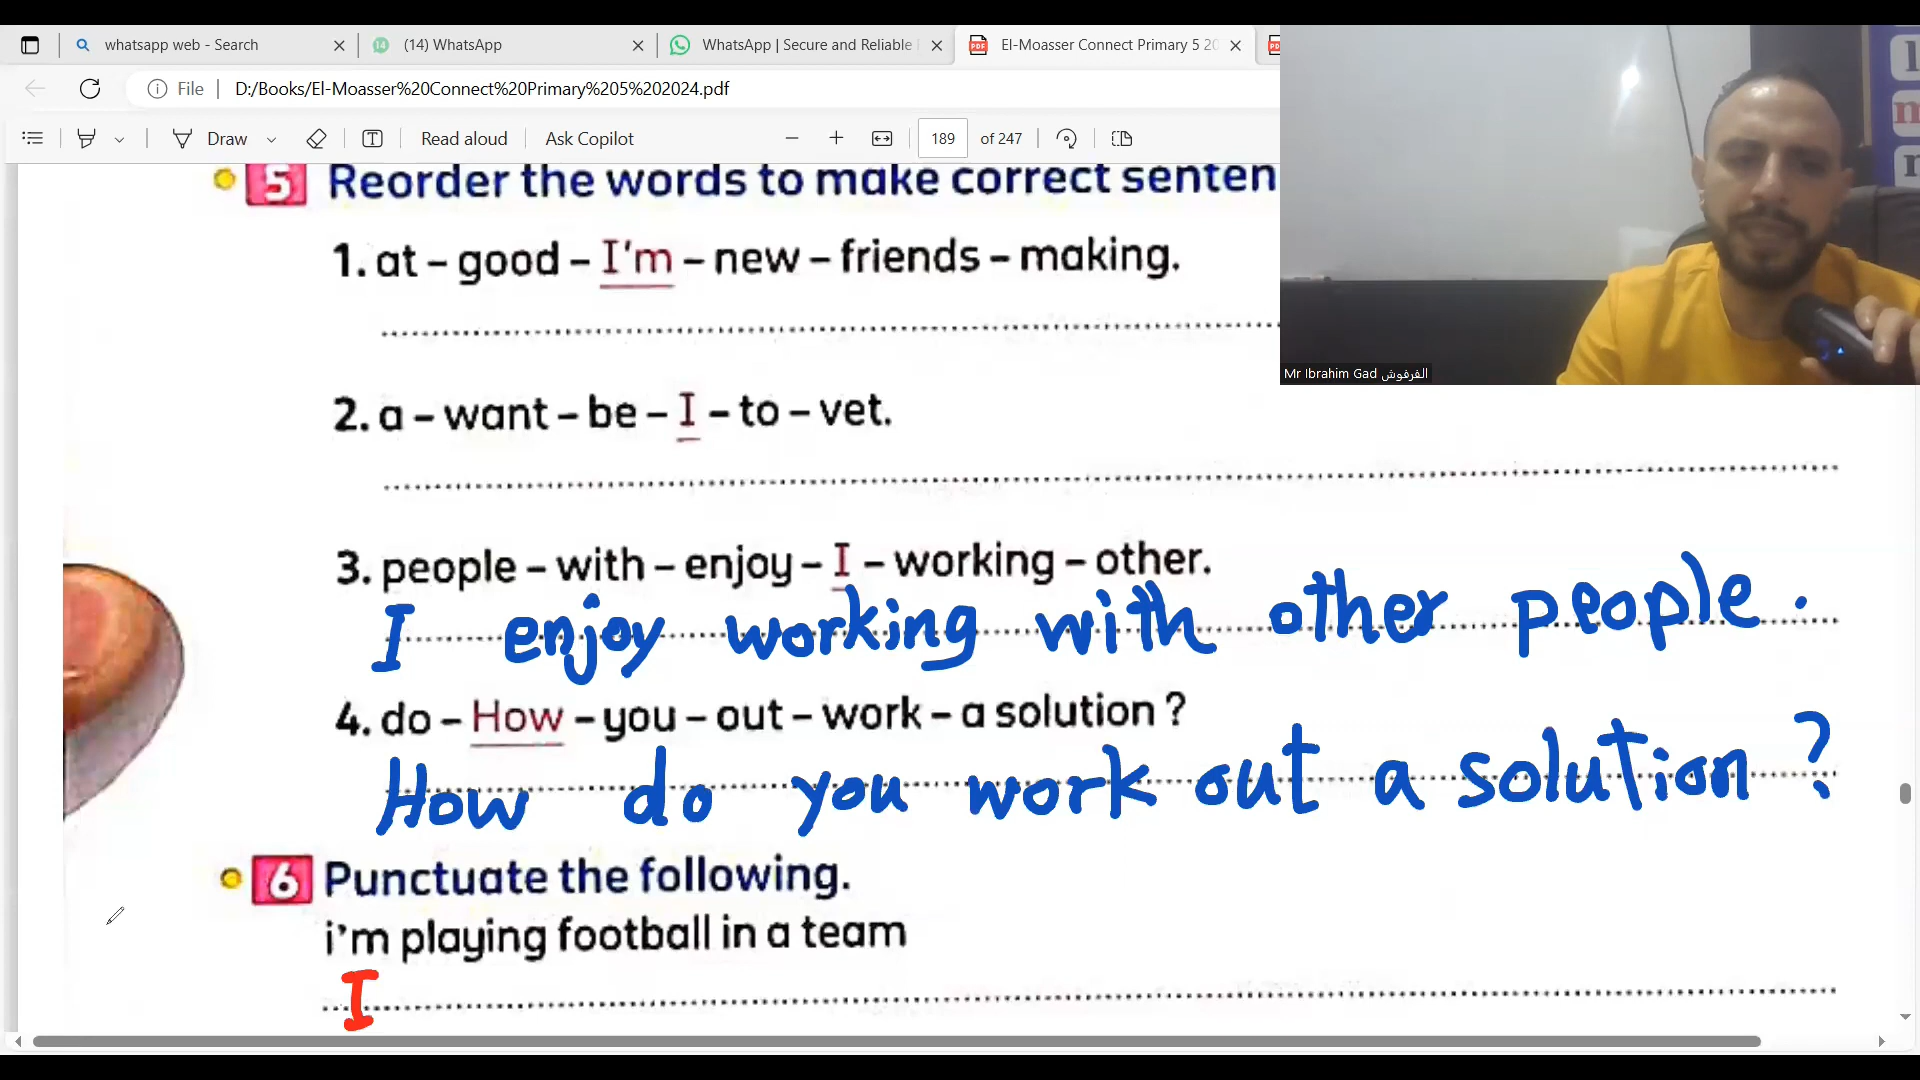 whatsapp web - Search
(14) WhatsApp
WhatsApp | Secure and Reliable
El-Moasser Connect Primary 5 20
File D:/Books/El-Moasser%20Connect%20Primary%205%202024.pdf
Draw Read aloud Ask Copilot 189 of 247
5 Reorder the words to make correct senten
1. at – good – I'm – new – friends – making.
2. a – want – be – I – to – vet.
3. people – with – enjoy – I – working – other.
I enjoy working with other people.
4. do – How – you – out – work – a solution ?
How do you work out a solution ?
6 Punctuate the following.
i'm playing football in a team
I
Mr Ibrahim Gad الفرفوش